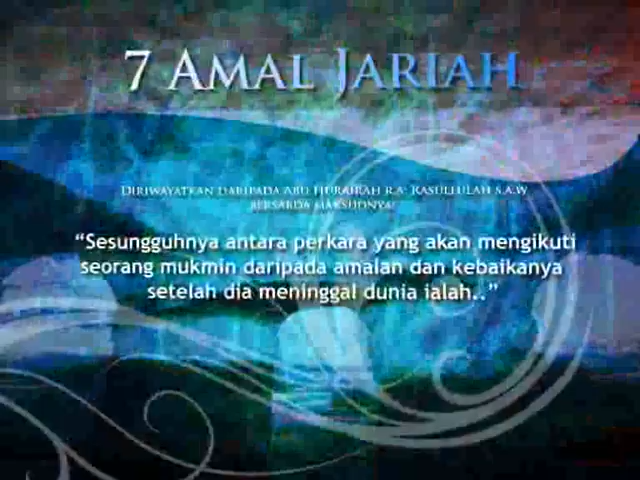 7 AMAL JARIAH
DIRIWAYATKAN DARIPADA ABU HURAIRAH R.A: RASULLULAH S.A.W
BERSABDA MAKSUDNYA:
“Sesungguhnya antara perkara yang akan mengikuti
seorang mukmin daripada amalan dan kebaikanya
setelah dia meninggal dunia ialah..”